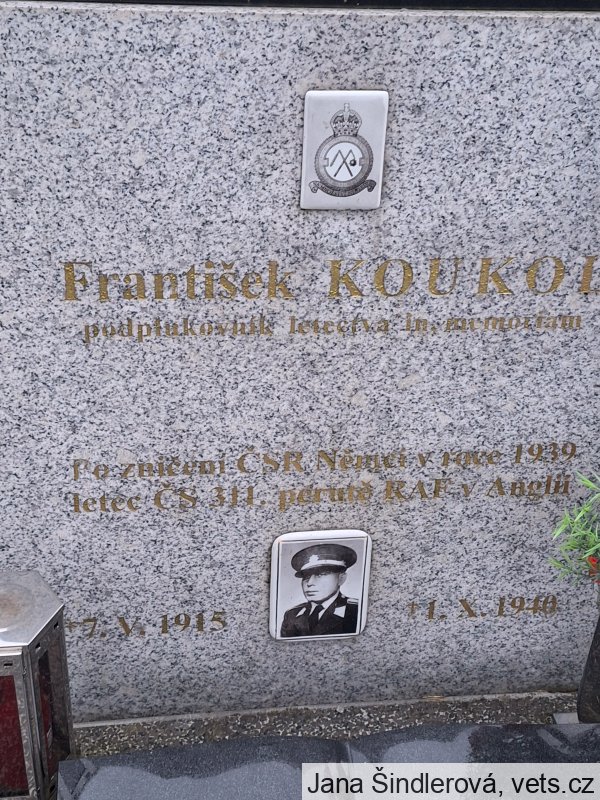 František KOUKOL
podplukovník letectva in memoriam
Po zničení ČSR Němci v roce 1939
letec ČS 311. perutě RAF v Anglii
*7. V. 1915
†1. X. 1940
Jana Šindlerová, vets.cz